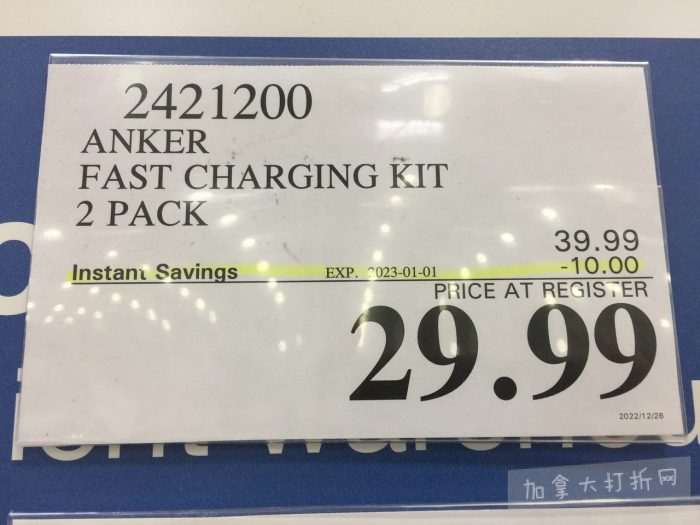 2421200
ANKER
FAST CHARGING KIT
2 PACK
39.99
Instant Savings EXP. 2023-01-01 -10.00
PRICE AT REGISTER
29.99
2022/12/26
加拿大打折网